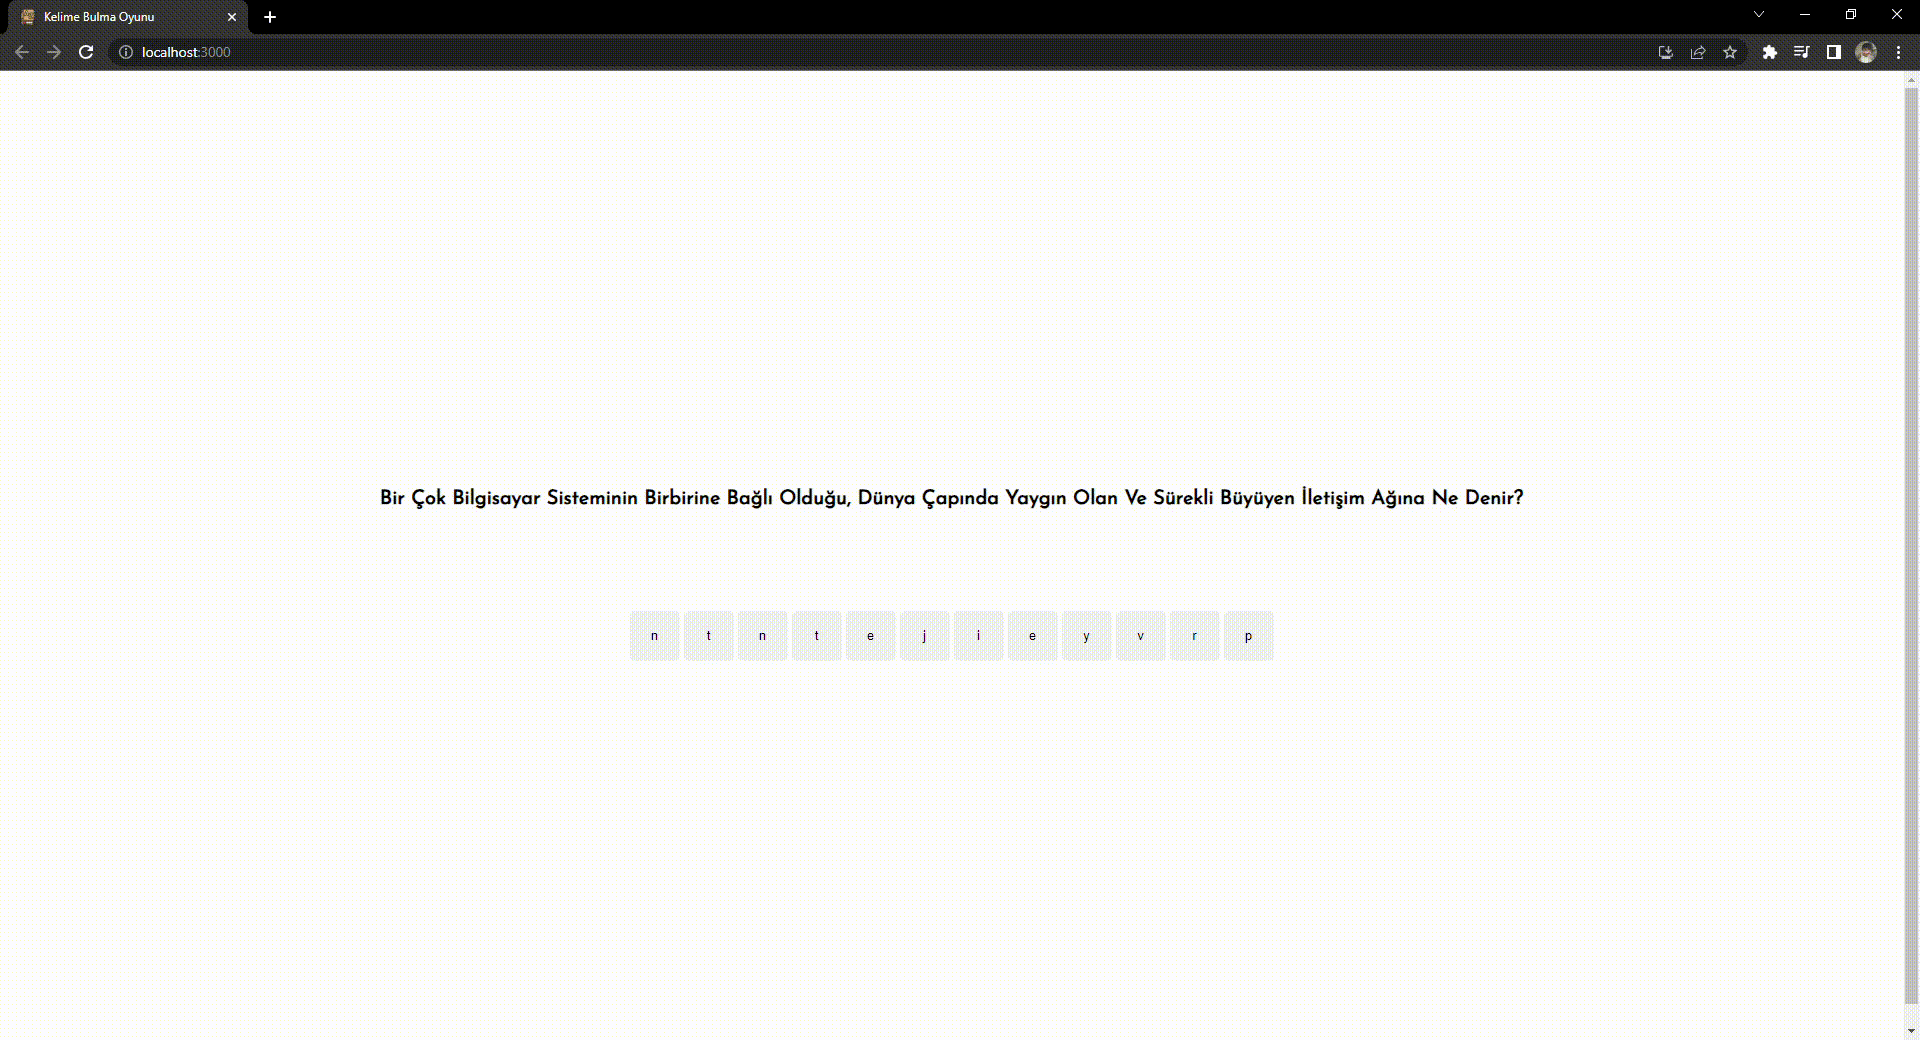 Kelime Bulma Oyunu
localhost:3000
Bir Çok Bilgisayar Sisteminin Birbirine Bağlı Olduğu, Dünya Çapında Yaygın Olan Ve Sürekli Büyüyen İletişim Ağına Ne Denir?
n t n t e j i e y v r p